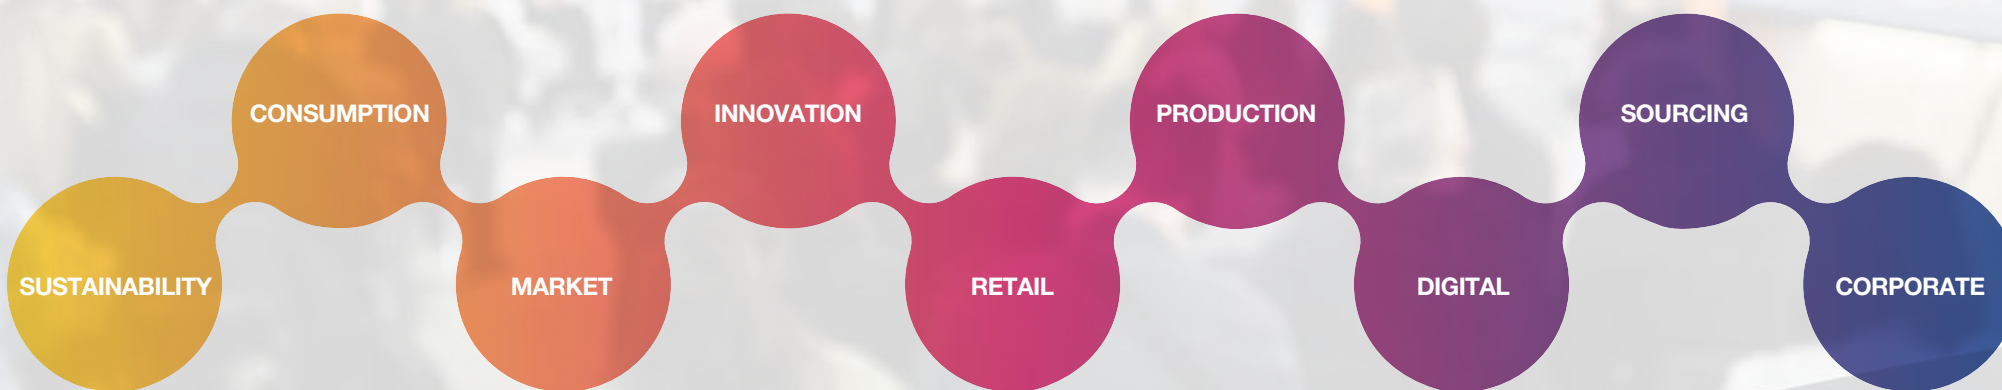 CONSUMPTION
INNOVATION
PRODUCTION
SOURCING
SUSTAINABILITY
MARKET
RETAIL
DIGITAL
CORPORATE